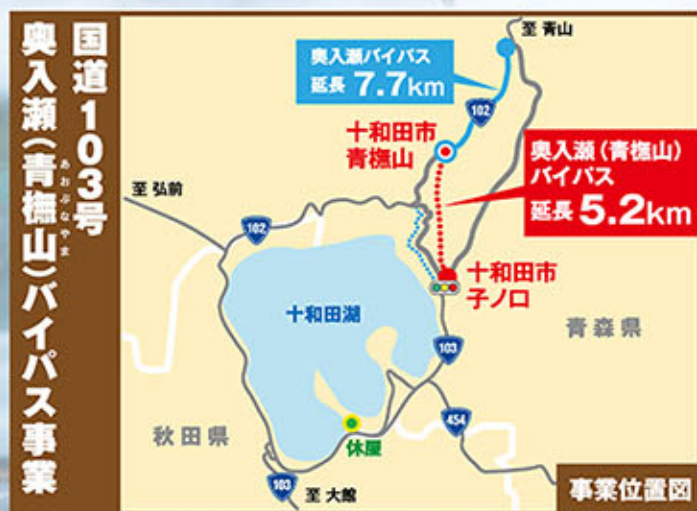 国道103号
奥入瀬(青橅山)バイパス事業
あおぶなやま
至 青山
奥入瀬バイパス
延長 7.7km
102
十和田市
青橅山
奥入瀬(青橅山)
バイパス
延長 5.2km
至 弘前
102
十和田市
子ノ口
十和田湖
青森県
103
秋田県
454
休屋
103
至 大館
事業位置図